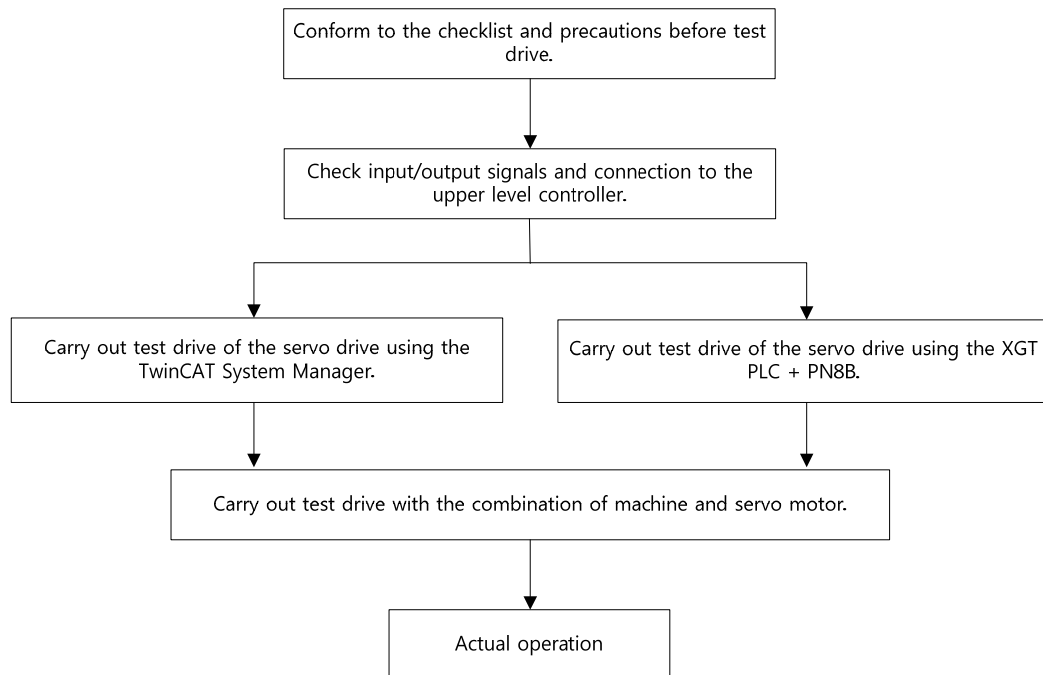 Conform to the checklist and precautions before test
drive.
Check input/output signals and connection to the
upper level controller.
Carry out test drive of the servo drive using the
TwinCAT System Manager.
Carry out test drive of the servo drive using the XGT
PLC + PN8B.
Carry out test drive with the combination of machine and servo motor.
Actual operation